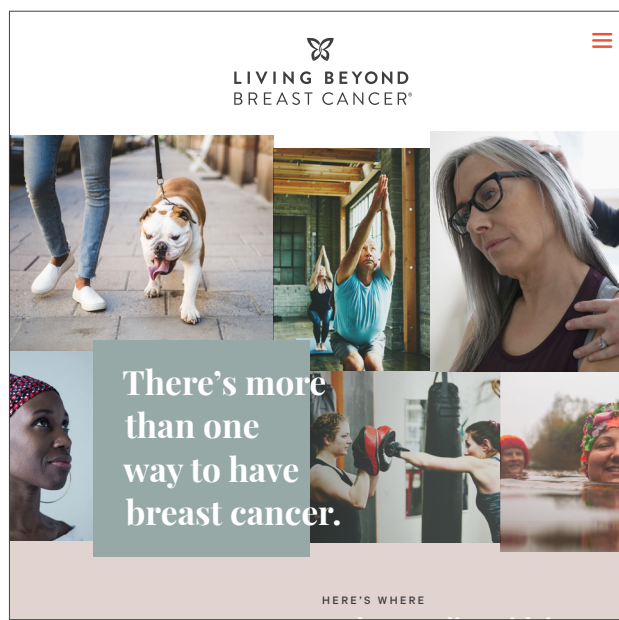 LIVING BEYOND
BREAST CANCER®
There's more
than one
way to have
breast cancer.
HERE'S WHERE